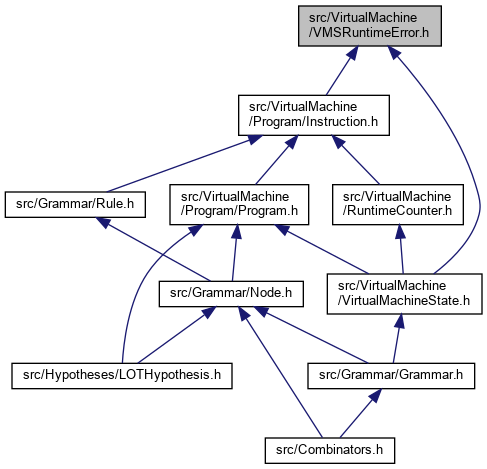 src/VirtualMachine
/VMSRuntimeError.h
src/VirtualMachine
/Program/Instruction.h
src/Grammar/Rule.h
src/VirtualMachine
/Program/Program.h
src/VirtualMachine
/RuntimeCounter.h
src/Grammar/Node.h
src/VirtualMachine
/VirtualMachineState.h
src/Hypotheses/LOTHypothesis.h
src/Grammar/Grammar.h
src/Combinators.h